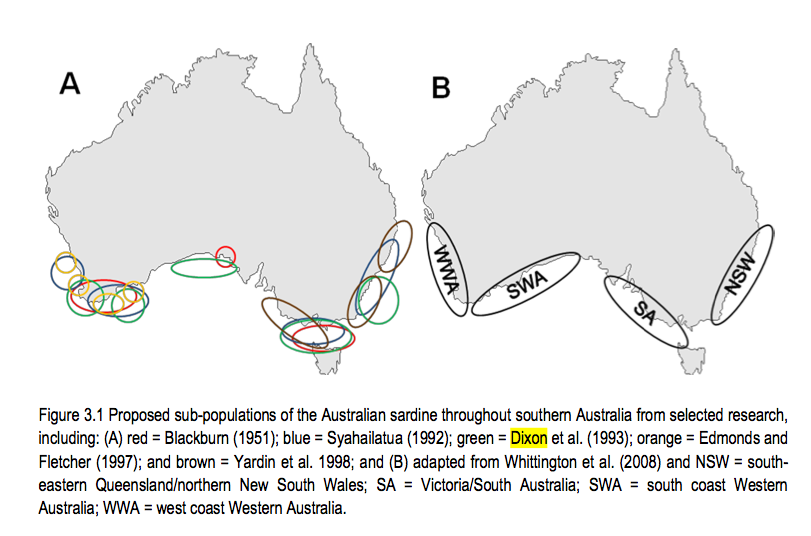 A
B
WWA
SWA
SA
NSW
Figure 3.1 Proposed sub-populations of the Australian sardine throughout southern Australia from selected research,
including: (A) red = Blackburn (1951); blue = Syahailatua (1992); green = Dixon et al. (1993); orange = Edmonds and
Fletcher (1997); and brown = Yardin et al. 1998; and (B) adapted from Whittington et al. (2008) and NSW = south-
eastern Queensland/northern New South Wales; SA = Victoria/South Australia; SWA = south coast Western
Australia; WWA = west coast Western Australia.